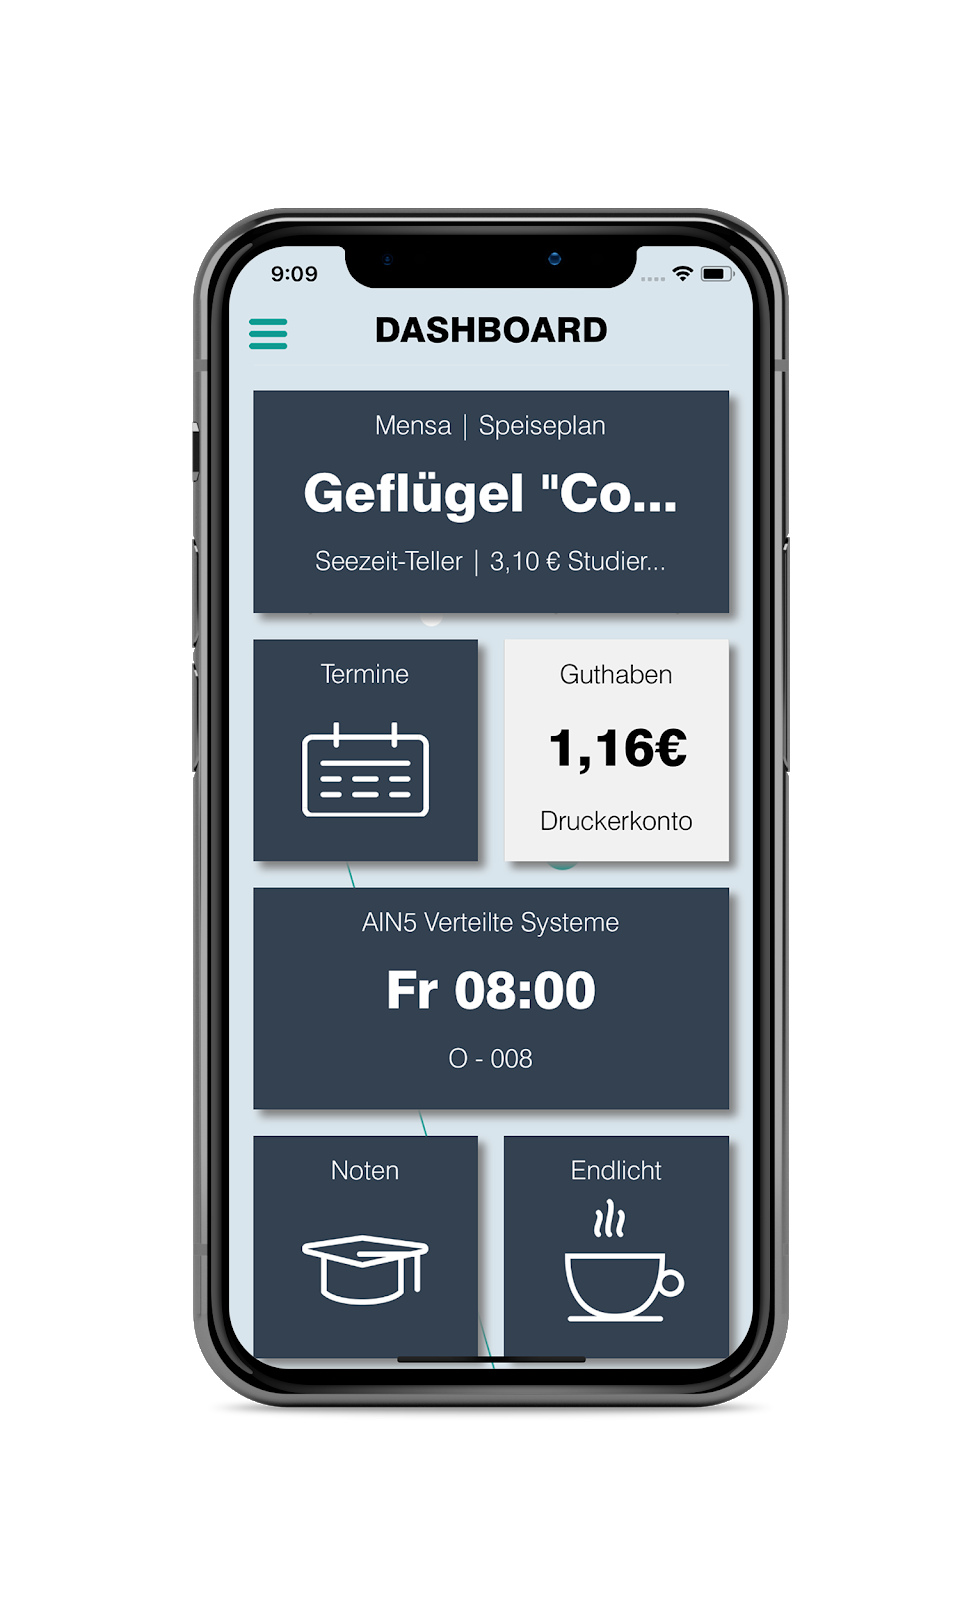 9:09
DASHBOARD
Mensa | Speiseplan
Geflügel "Co...
Seezeit-Teller | 3,10 € Studier...
Termine
Guthaben
1,16€
Druckerkonto
AIN5 Verteilte Systeme
Fr 08:00
O - 008
Noten
Endlicht